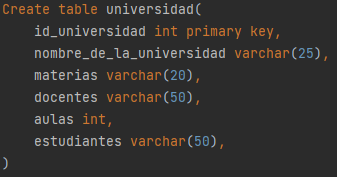 Create table universidad(
    id_universidad int primary key,
    nombre_de_la_universidad varchar(25),
    materias varchar(20),
    docentes varchar(50),
    aulas int,
    estudiantes varchar(50),
)